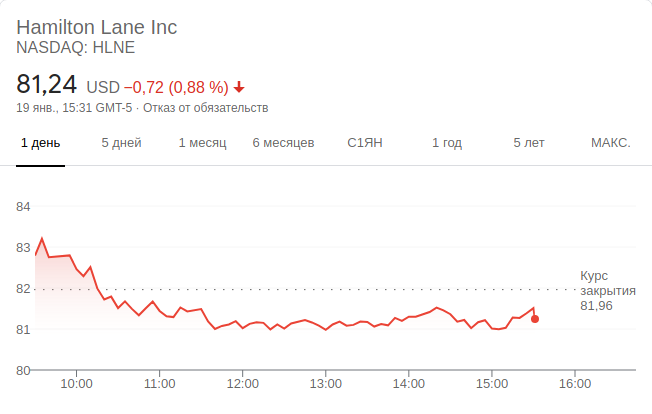 Hamilton Lane Inc
NASDAQ: HLNE
81,24 USD −0,72 (0,88 %)
19 янв., 15:31 GMT-5 · Отказ от обязательств
1 день 5 дней 1 месяц 6 месяцев С1ЯН 1 год 5 лет МАКС.
84
83
Курс
82
закрытия
81,96
81
80
10:00 11:00 12:00 13:00 14:00 15:00 16:00